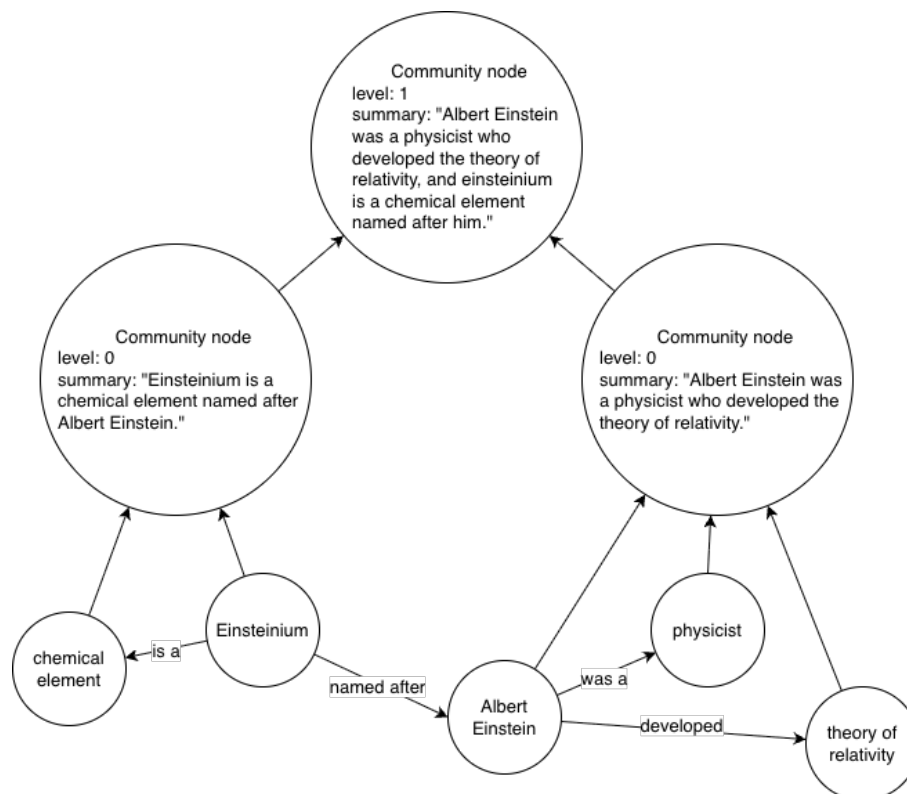 Community node
level: 1
summary: "Albert Einstein
was a physicist who
developed the theory of
relativity, and einsteinium
is a chemical element
named after him."
Community node
level: 0
summary: "Einsteinium is a
chemical element named after
Albert Einstein."
Community node
level: 0
summary: "Albert Einstein was
a physicist who developed the
theory of relativity."
chemical
element
is a
Einsteinium
named after
Albert
Einstein
was a
physicist
developed
theory of
relativity